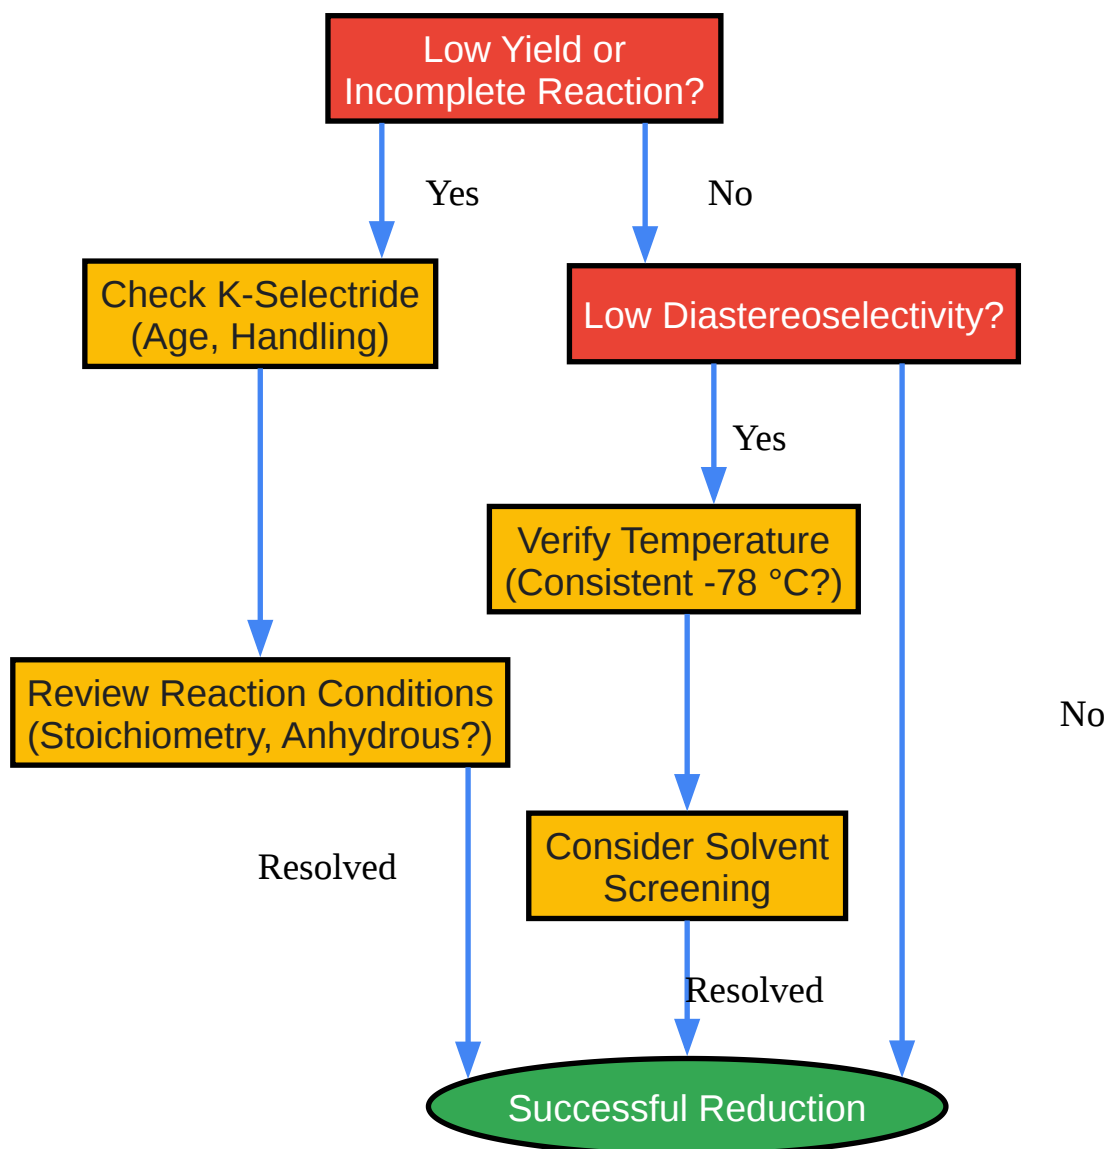 Low Yield or
Incomplete Reaction?
Yes
No
Check K-Selectride
(Age, Handling)
Low Diastereoselectivity?
Yes
Verify Temperature
(Consistent -78 °C?)
Review Reaction Conditions
(Stoichiometry, Anhydrous?)
No
Consider Solvent
Screening
Resolved
Resolved
Successful Reduction